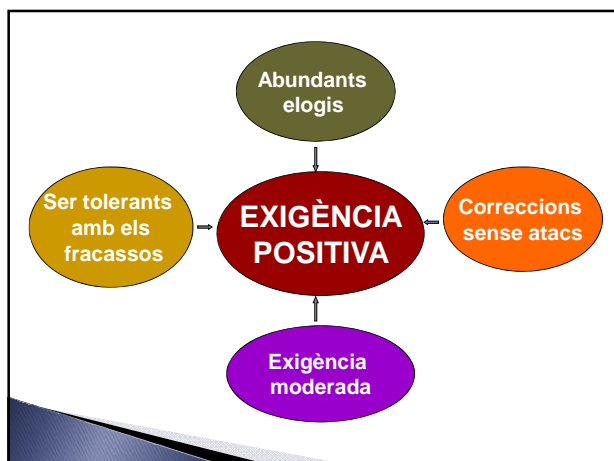 Abundants
elogis
Ser tolerants
amb els
fracassos
EXIGÈNCIA
POSITIVA
Correccions
sense atacs
Exigència
moderada